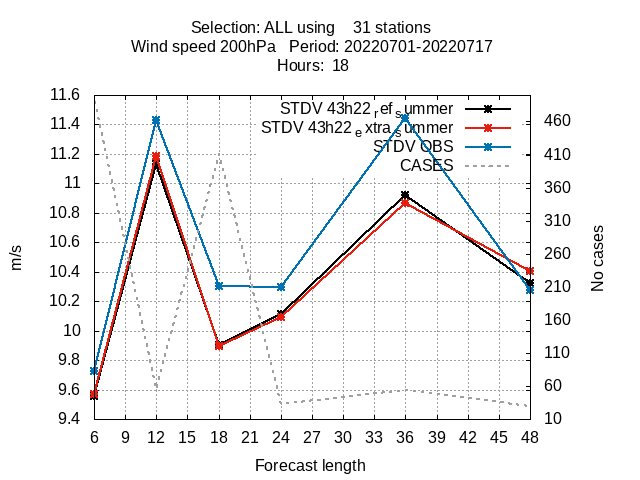 Selection: ALL using 31 stations
Wind speed 200hPa Period: 20220701-20220717
Hours: 18
11.6
11.4
11.2
11
10.8
10.6
10.4
10.2
10
9.8
9.6
9.4
m/s
STDV 43h22 ref summer
STDV 43h22 extra summer
STDV OBS
CASES
460
410
360
310
260
210
160
110
60
10
No cases
6 9 12 15 18 21 24 27 30 33 36 39 42 45 48
Forecast length